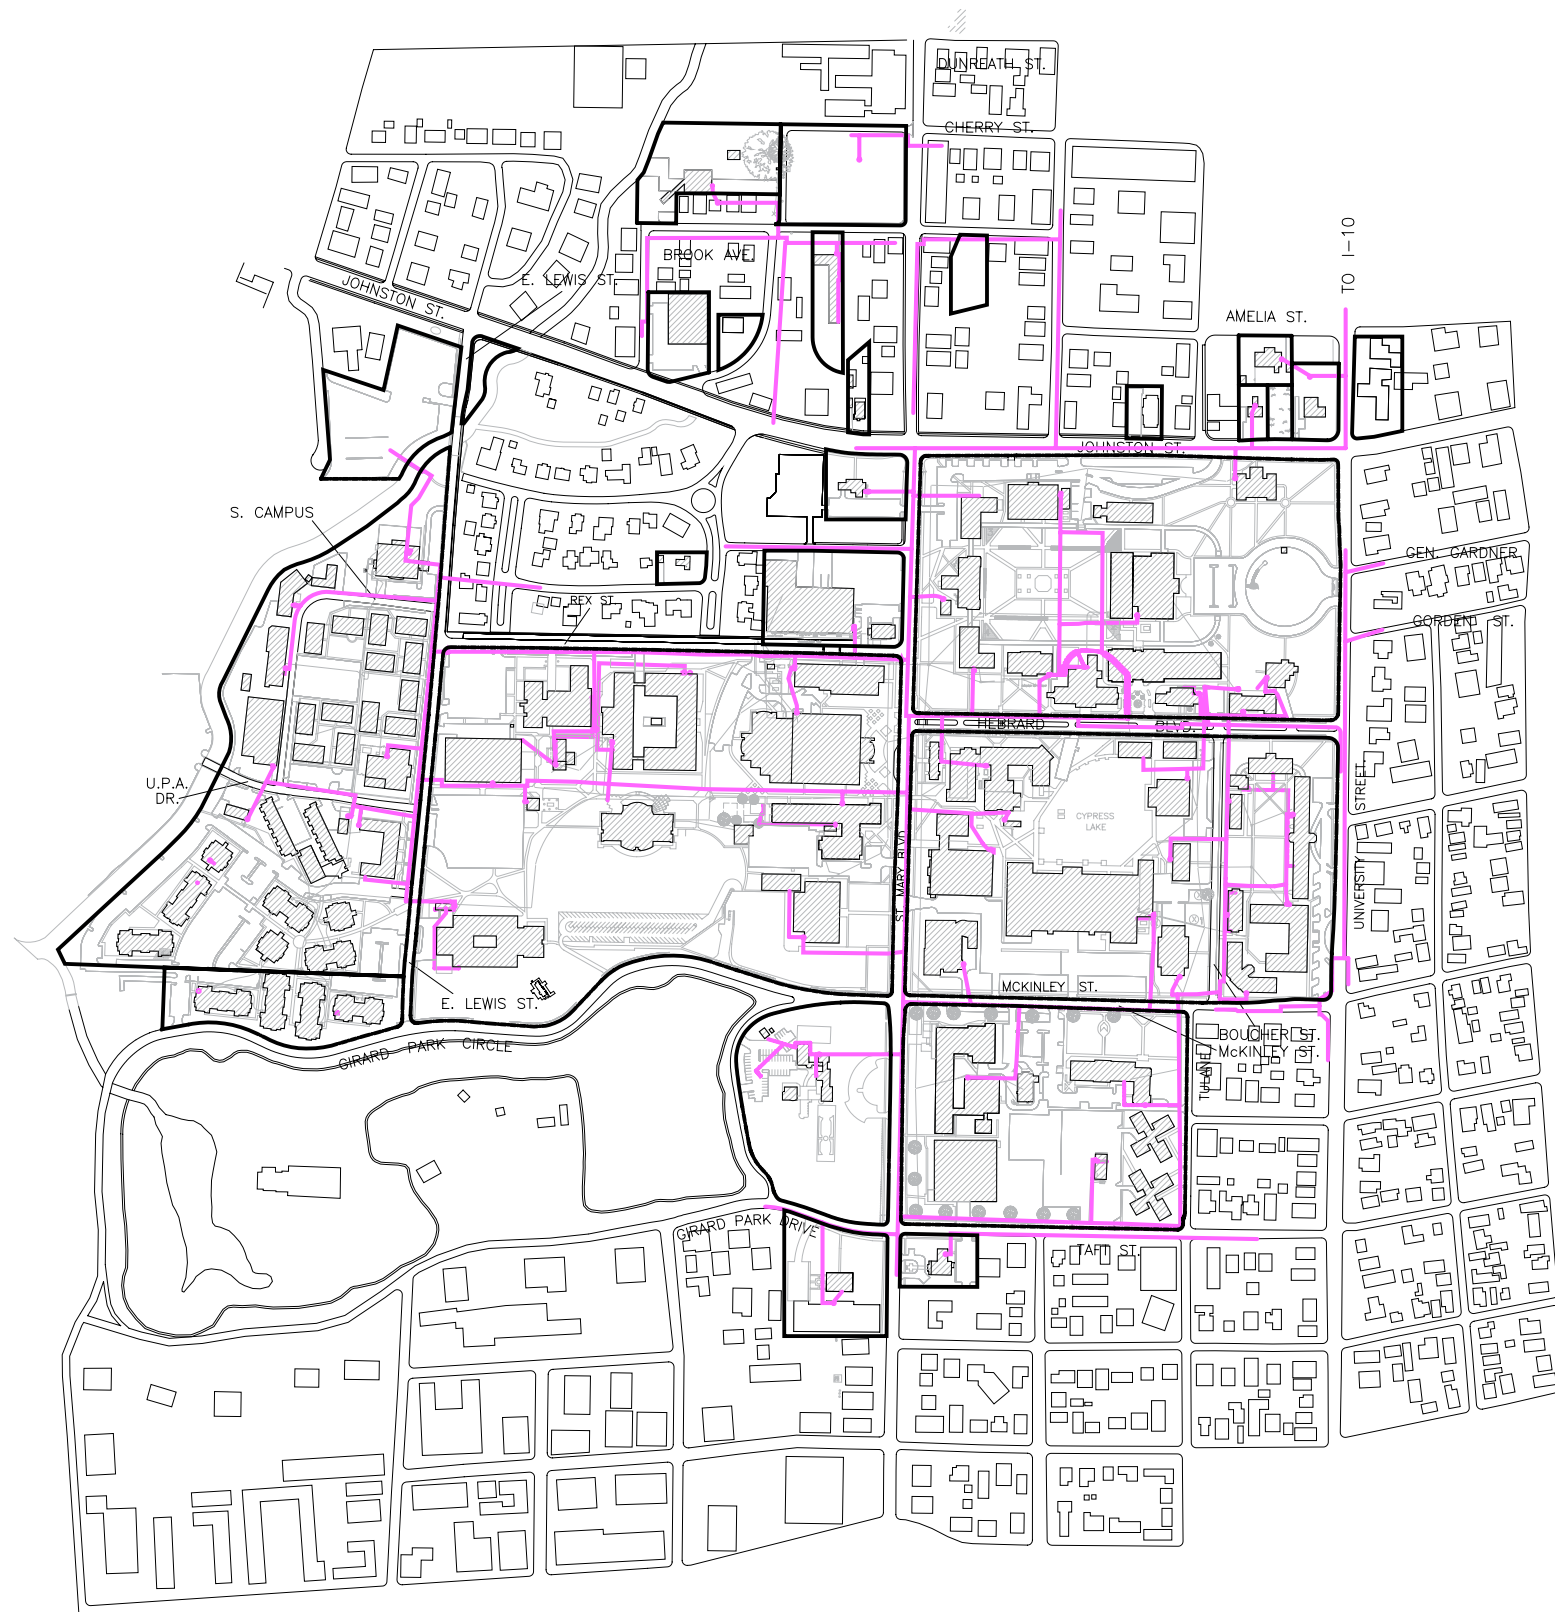 DUNREATH ST.
CHERRY ST.
BROOK AVE.
E. LEWIS ST.
JOHNSTON ST.
TO I-10
AMELIA ST.
JOHNSTON ST.
S. CAMPUS
GEN. GARDNER
REX ST.
GORDEN ST.
HEBRARD BLVD.
U.P.A.
DR.
STREET
CYPRESS
LAKE
ST. MARY BLVD.
UNIVERSITY
E. LEWIS ST.
MCKINLEY ST.
BOUCHER ST.
McKINLEY ST.
GIRARD PARK CIRCLE
TULANE
GIRARD PARK DRIVE
TAFT ST.